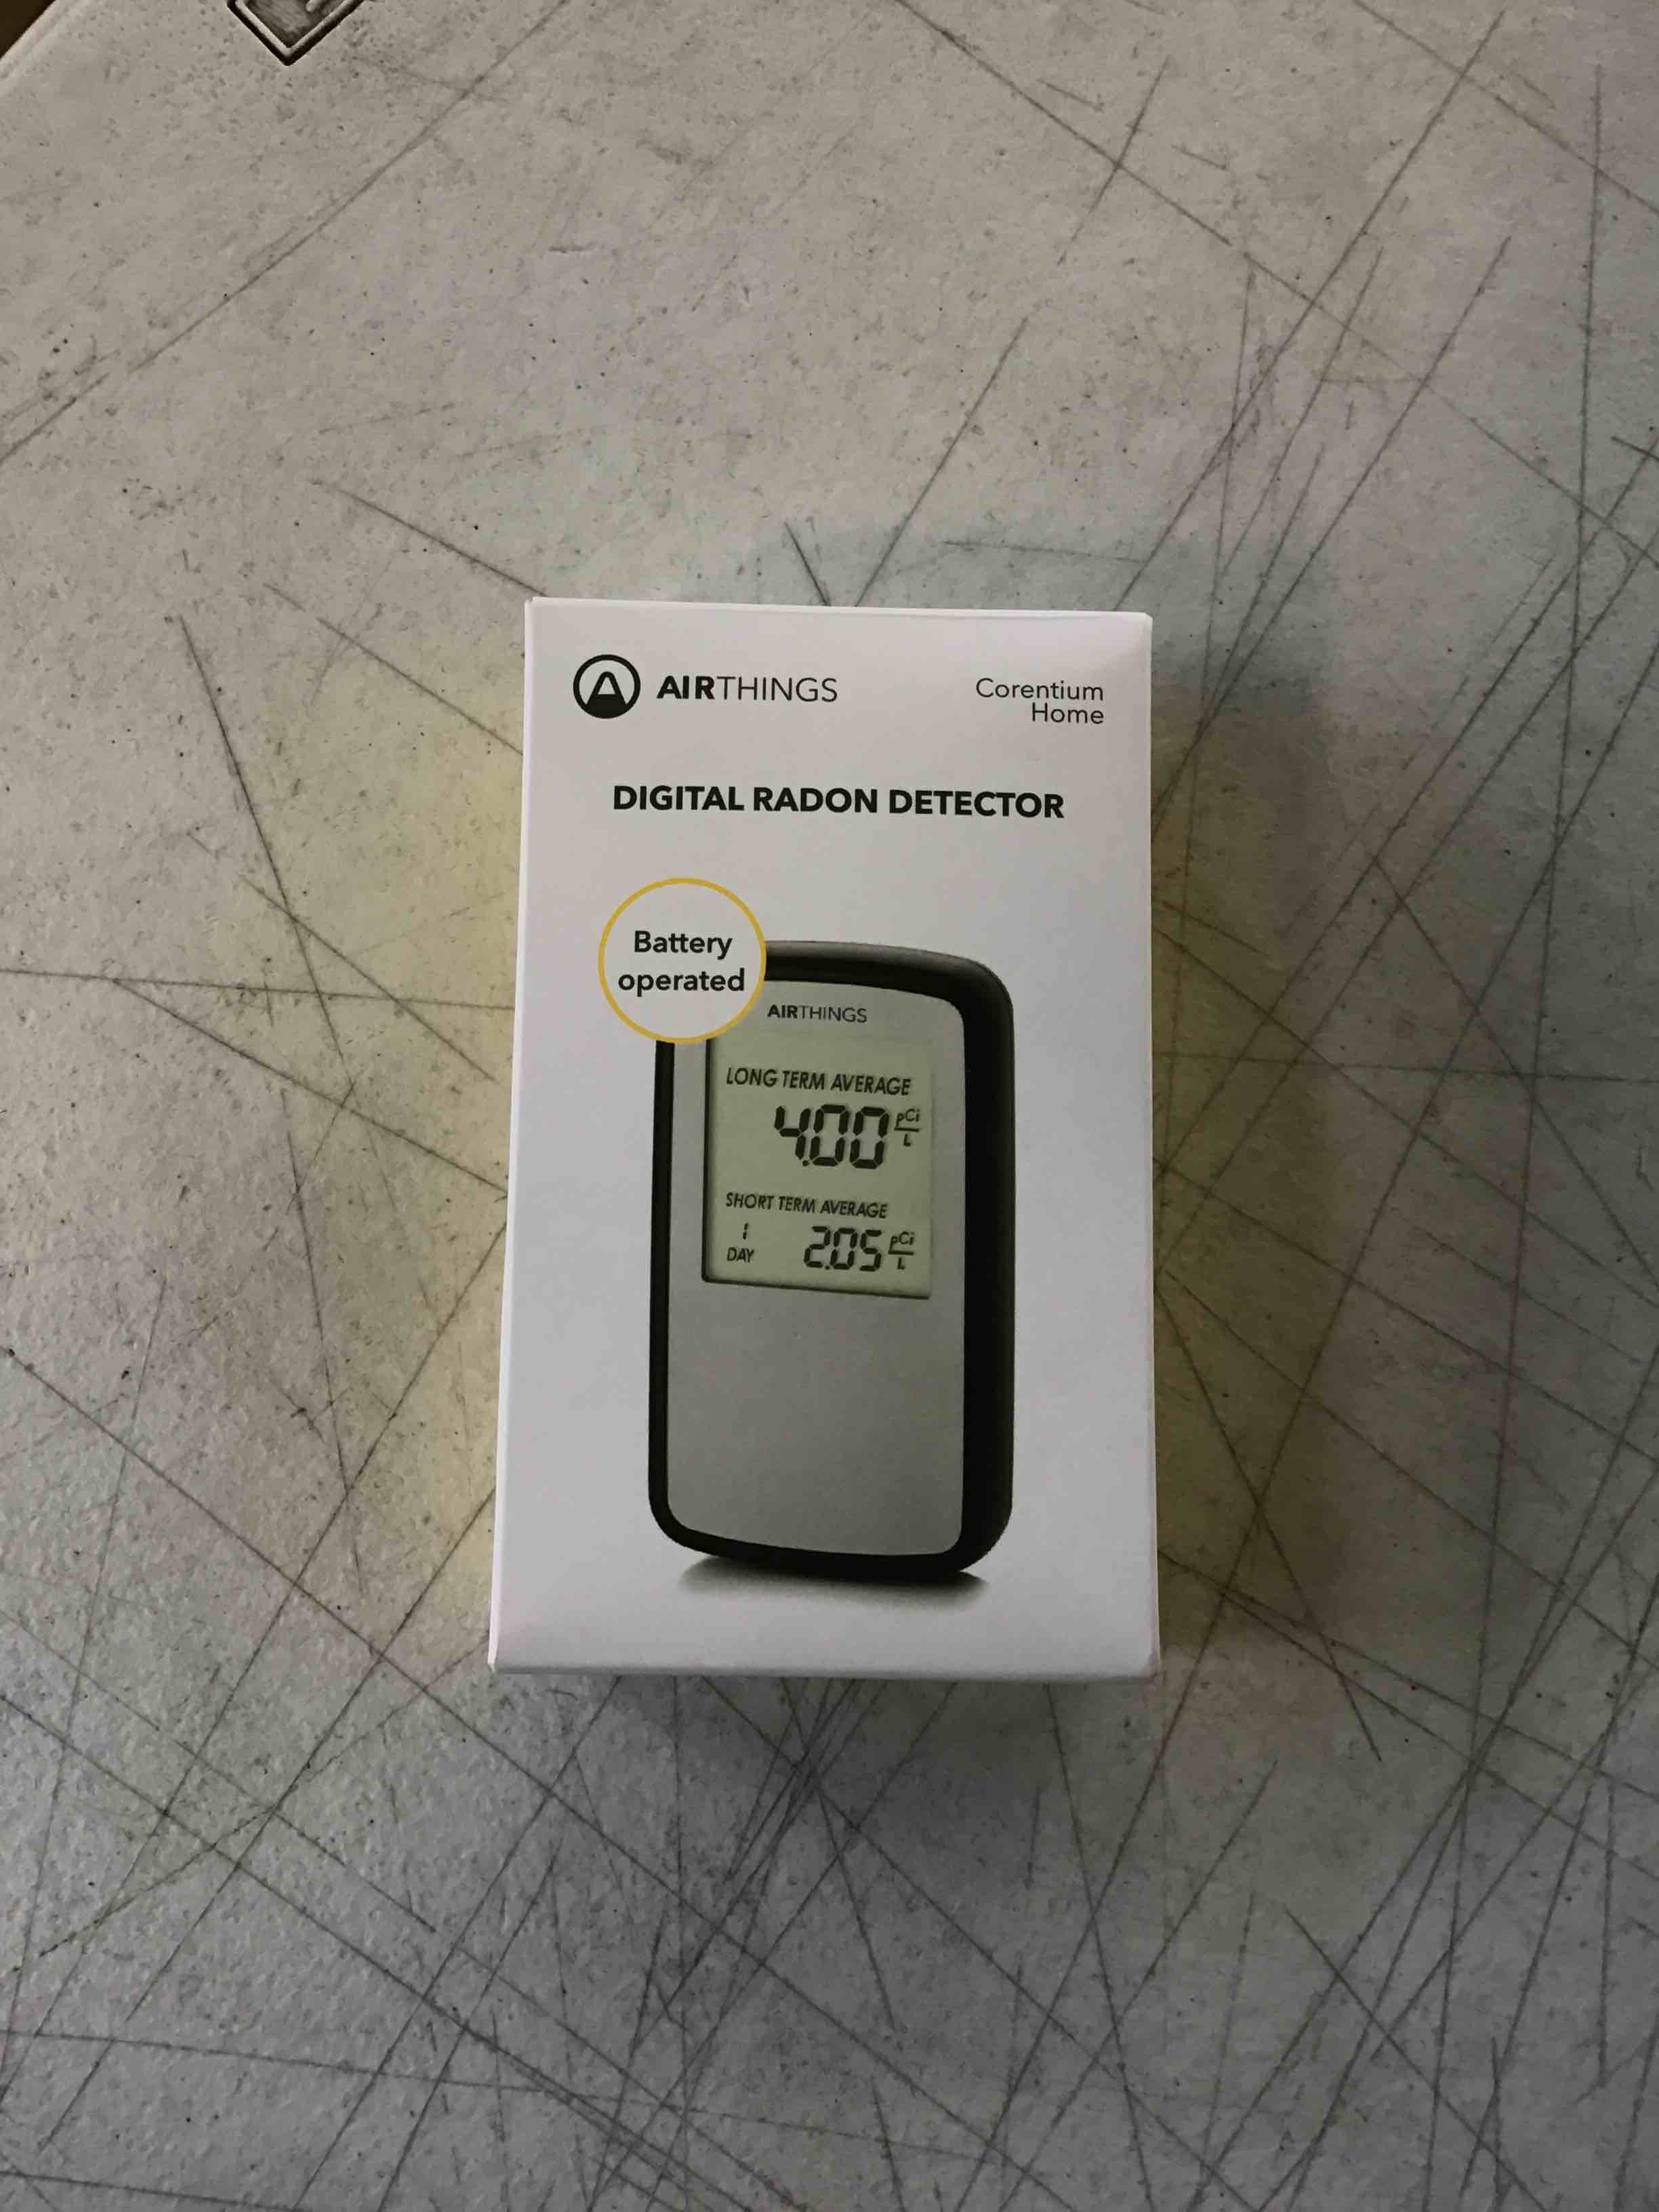 AIRTHINGS
Corentium
Home
DIGITAL RADON DETECTOR
Battery
operated
AIRTHINGS
LONG TERM AVERAGE
4.00 pCi/L
SHORT TERM AVERAGE
1 DAY 2.05 pCi/L